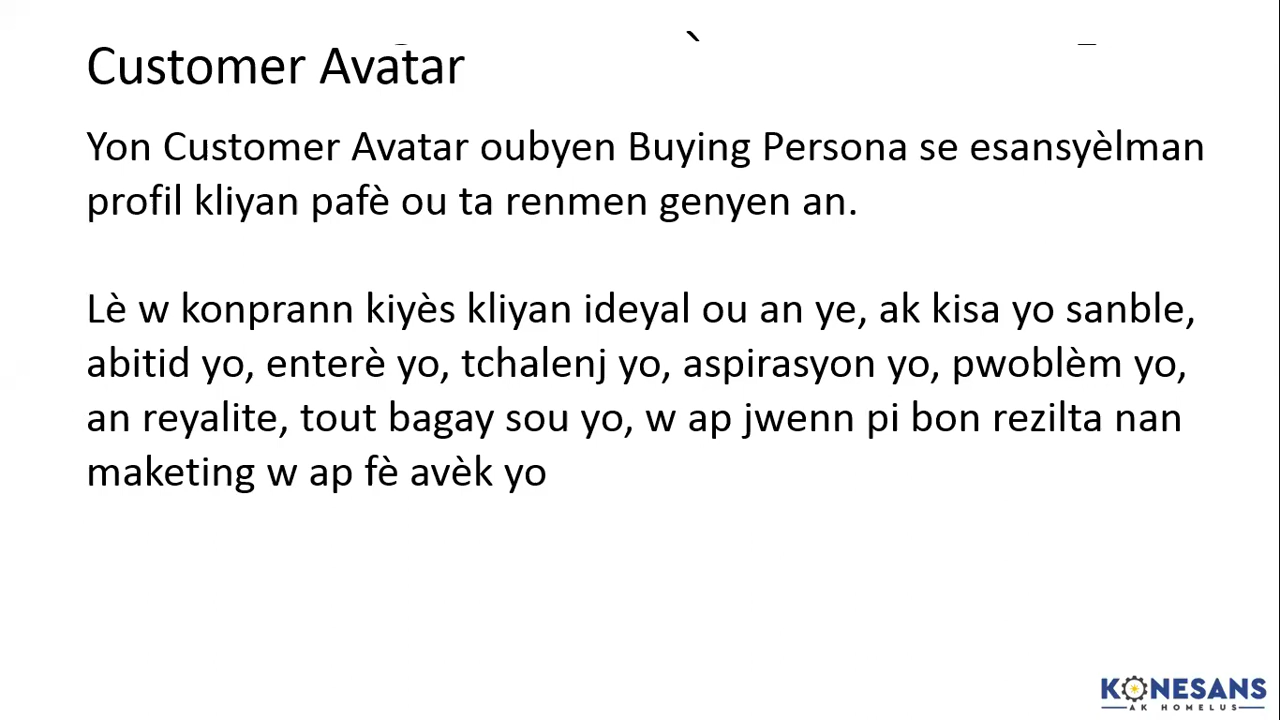 Customer Avatar
Yon Customer Avatar oubyen Buying Persona se esansyèlman
profil kliyan pafè ou ta renmen genyen an.
Lè w konprann kiyès kliyan ideyal ou an ye, ak kisa yo sanble,
abitid yo, enterè yo, tchalenj yo, aspirasyon yo, pwoblèm yo,
an reyalite, tout bagay sou yo, w ap jwenn pi bon rezilta nan
maketing w ap fè avèk yo
KONESANS
AK HOMELUS